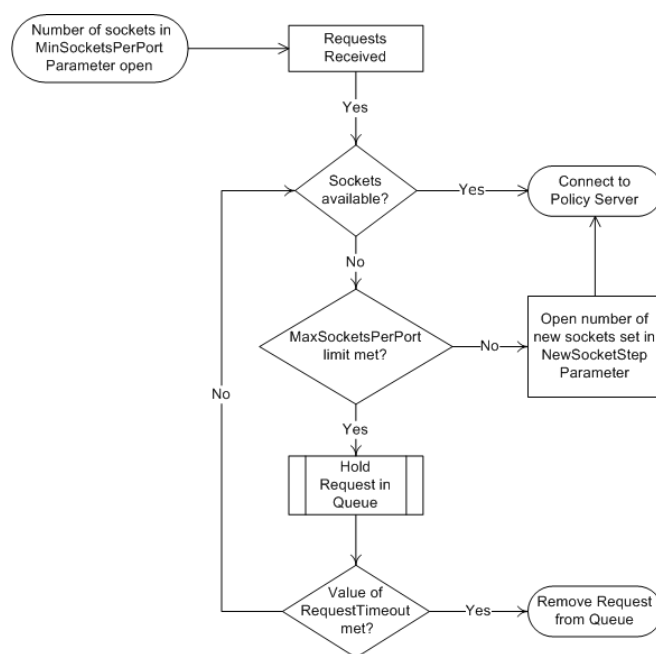 Number of sockets in
MinSocketsPerPort
Parameter open
Requests
Received
Yes
Sockets
available?
Yes
Connect to
Policy Server
No
MaxSocketsPerPort
limit met?
No
Open number of
new sockets set in
NewSocketStep
Parameter
No
Yes
Hold
Request in
Queue
Value of
RequestTimeout
met?
Yes
Remove Request
from Queue